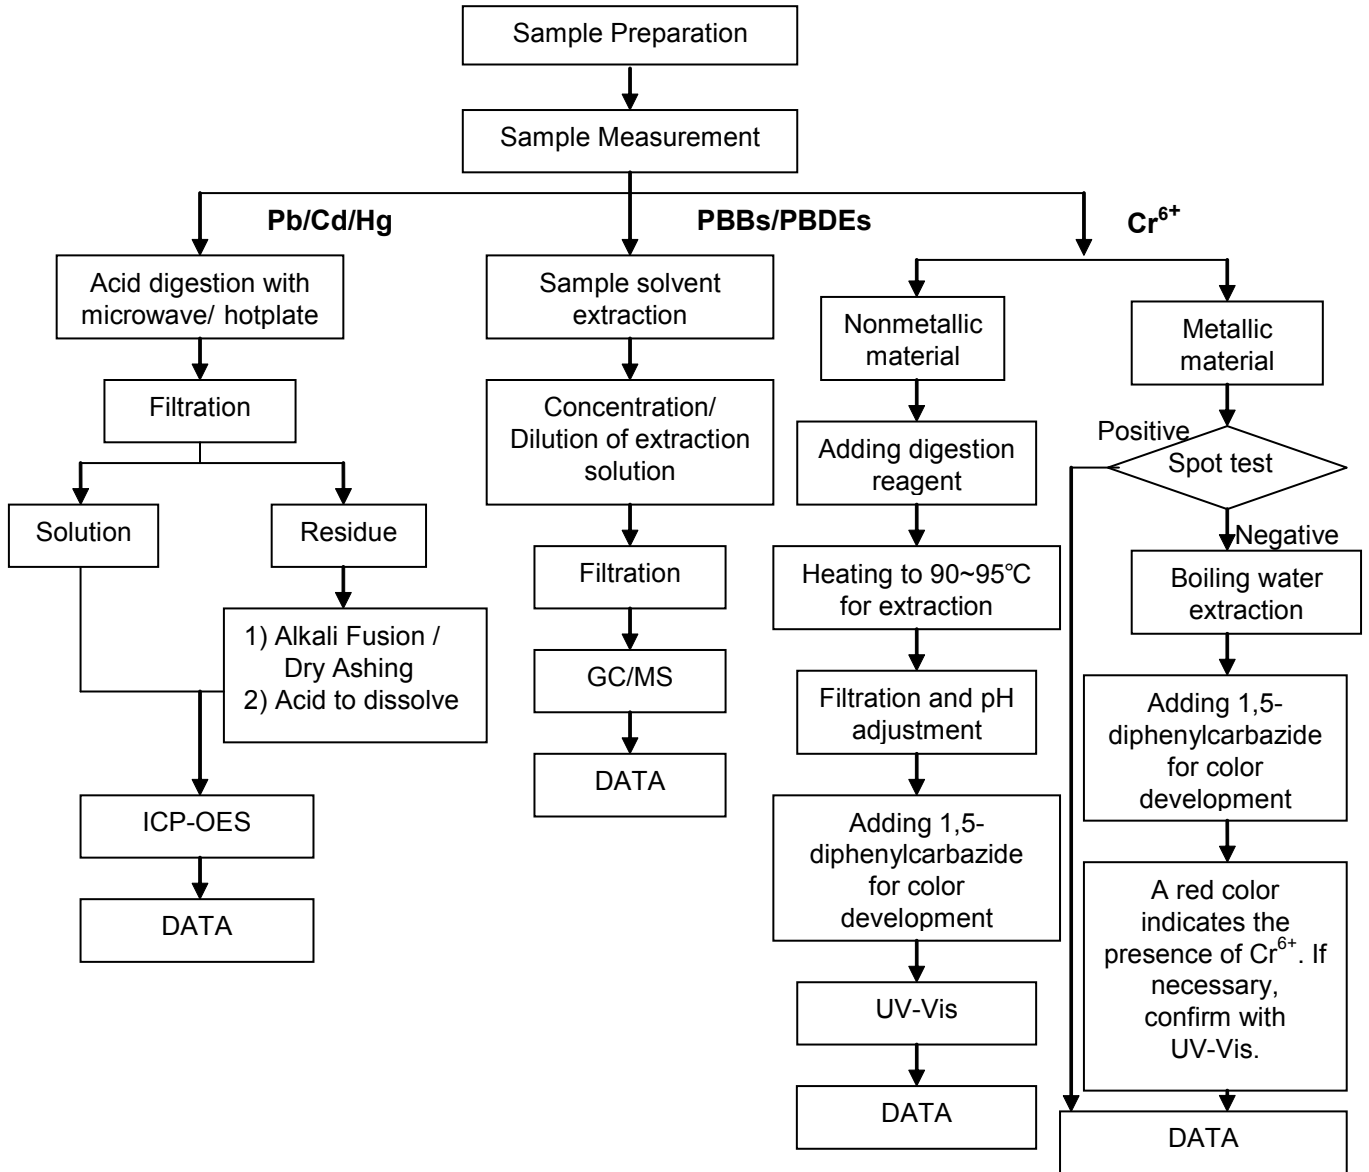 Sample Preparation
Sample Measurement
Pb/Cd/Hg
PBBs/PBDEs
Cr⁶⁺
Acid digestion with
microwave/ hotplate
Filtration
Solution
Residue
1) Alkali Fusion /
Dry Ashing
2) Acid to dissolve
ICP-OES
DATA
Sample solvent
extraction
Concentration/
Dilution of extraction
solution
Filtration
GC/MS
DATA
Nonmetallic
material
Adding digestion
reagent
Heating to 90~95℃
for extraction
Filtration and pH
adjustment
Adding 1,5-
diphenylcarbazide
for color
development
UV-Vis
DATA
Metallic
material
Positive
Spot test
Negative
Boiling water
extraction
Adding 1,5-
diphenylcarbazide
for color
development
A red color
indicates the
presence of Cr⁶⁺. If
necessary,
confirm with
UV-Vis.
DATA